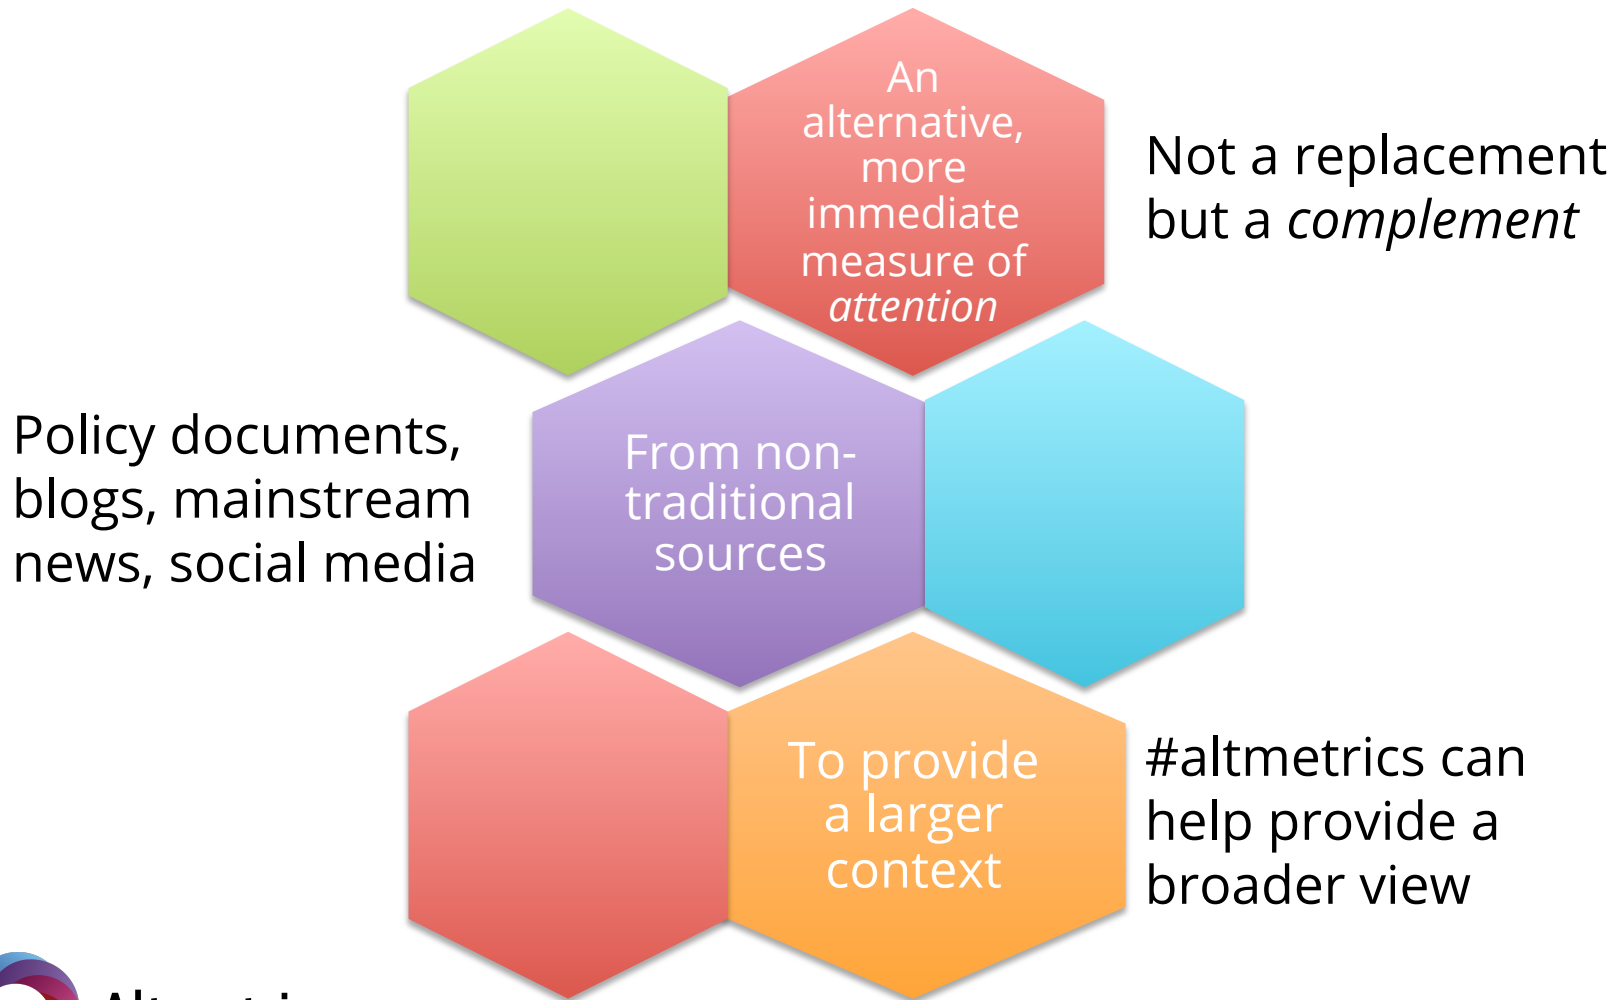 An
alternative,
more
immediate
measure of
attention
Not a replacement
but a complement
Policy documents,
blogs, mainstream
news, social media
From non-
traditional
sources
To provide
a larger
context
#altmetrics can
help provide a
broader view